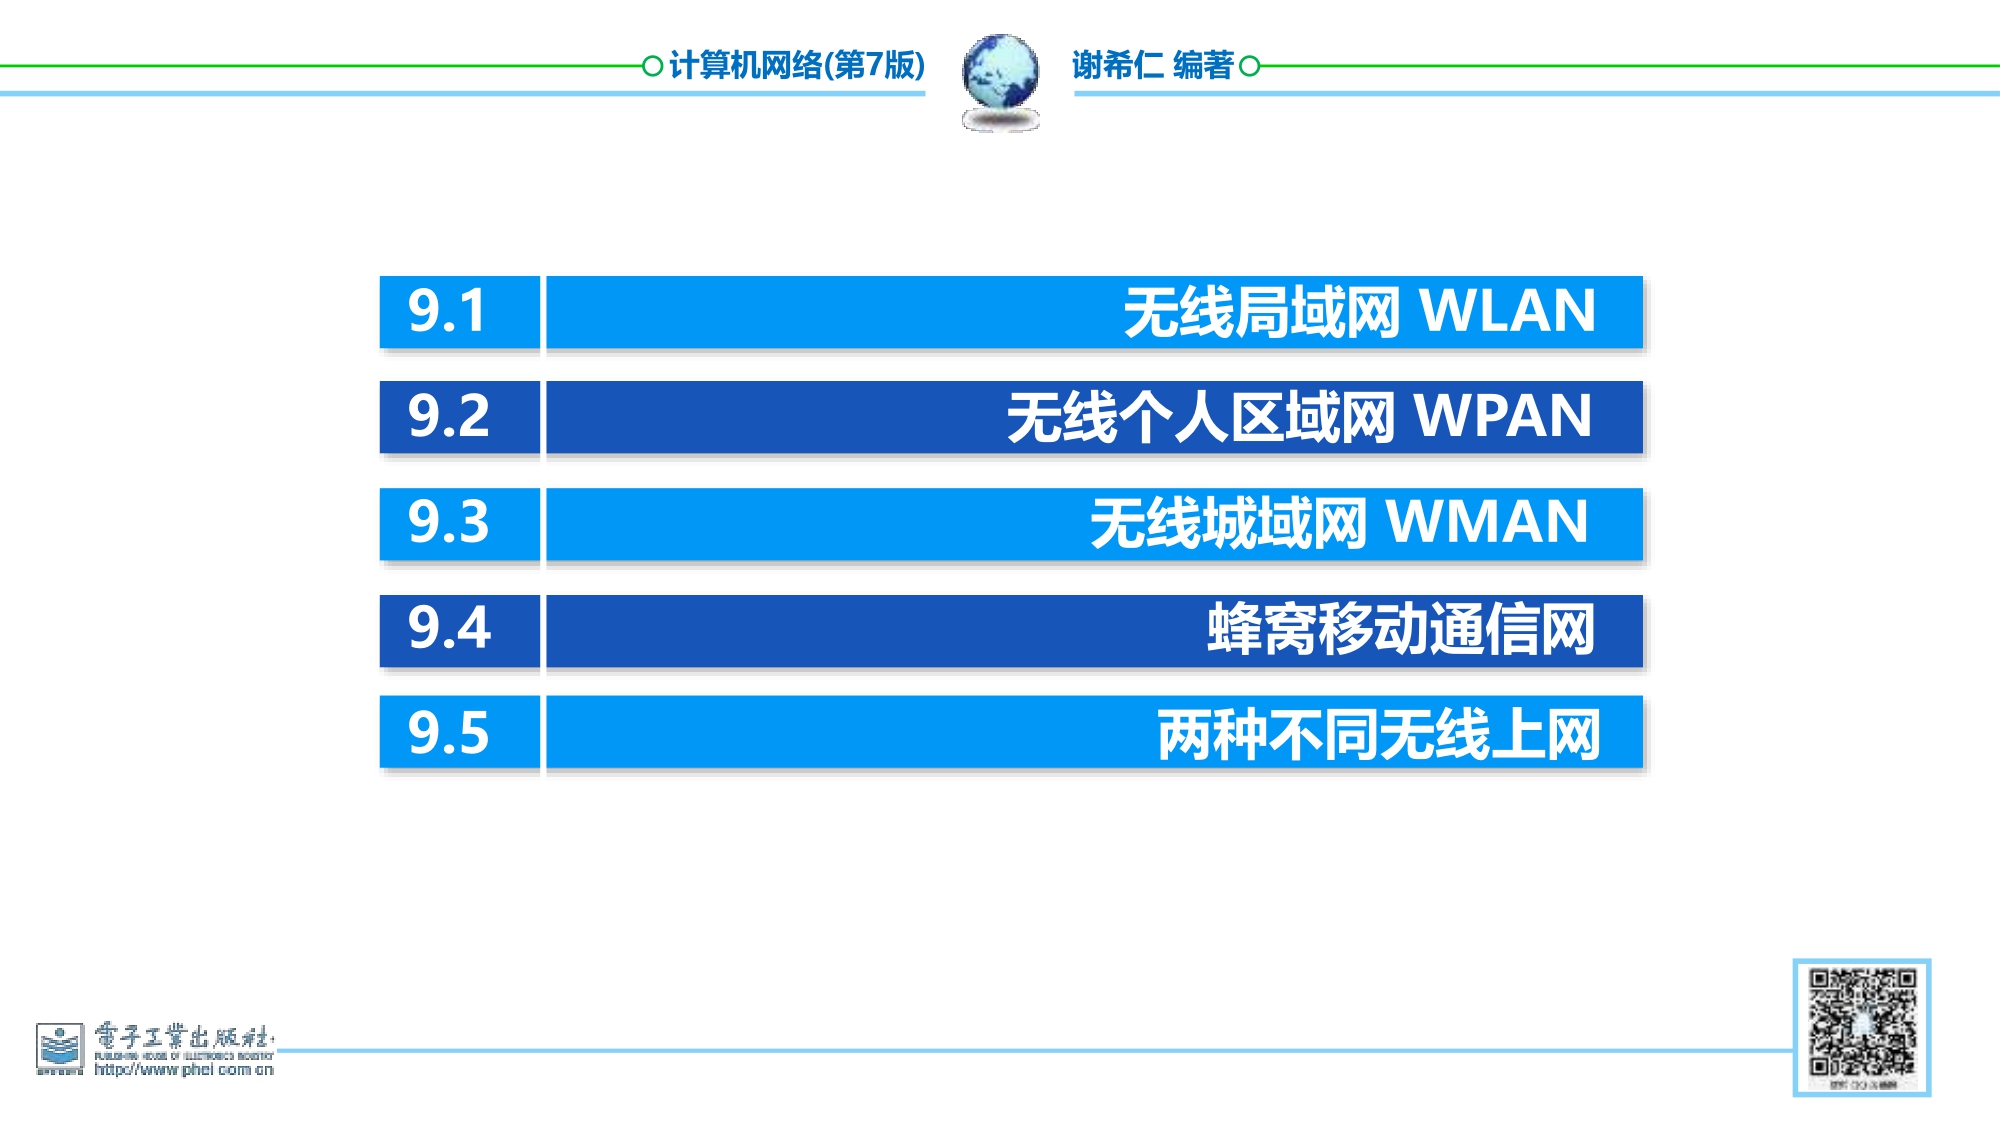 计算机网络(第7版) 谢希仁 编著
9.1 无线局域网 WLAN
9.2 无线个人区域网 WPAN
9.3 无线城域网 WMAN
9.4 蜂窝移动通信网
9.5 两种不同无线上网
電子工業出版社
PUBLISHING HOUSE OF ELECTRONICS INDUSTRY
http://www.phei.com.cn